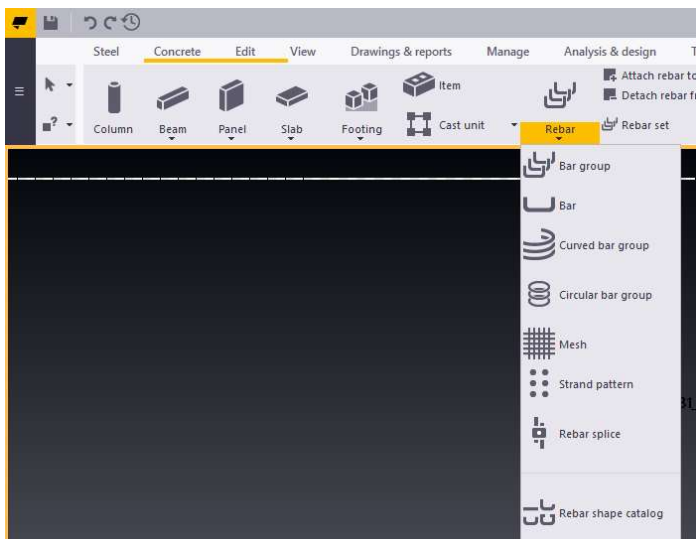 Steel Concrete Edit View Drawings & reports Manage Analysis & design
Attach rebar to
Item
Detach rebar
Column Beam Panel Slab Footing Cast unit Rebar Rebar set
Bar group
Bar
Curved bar group
Circular bar group
Mesh
Strand pattern
Rebar splice
Rebar shape catalog